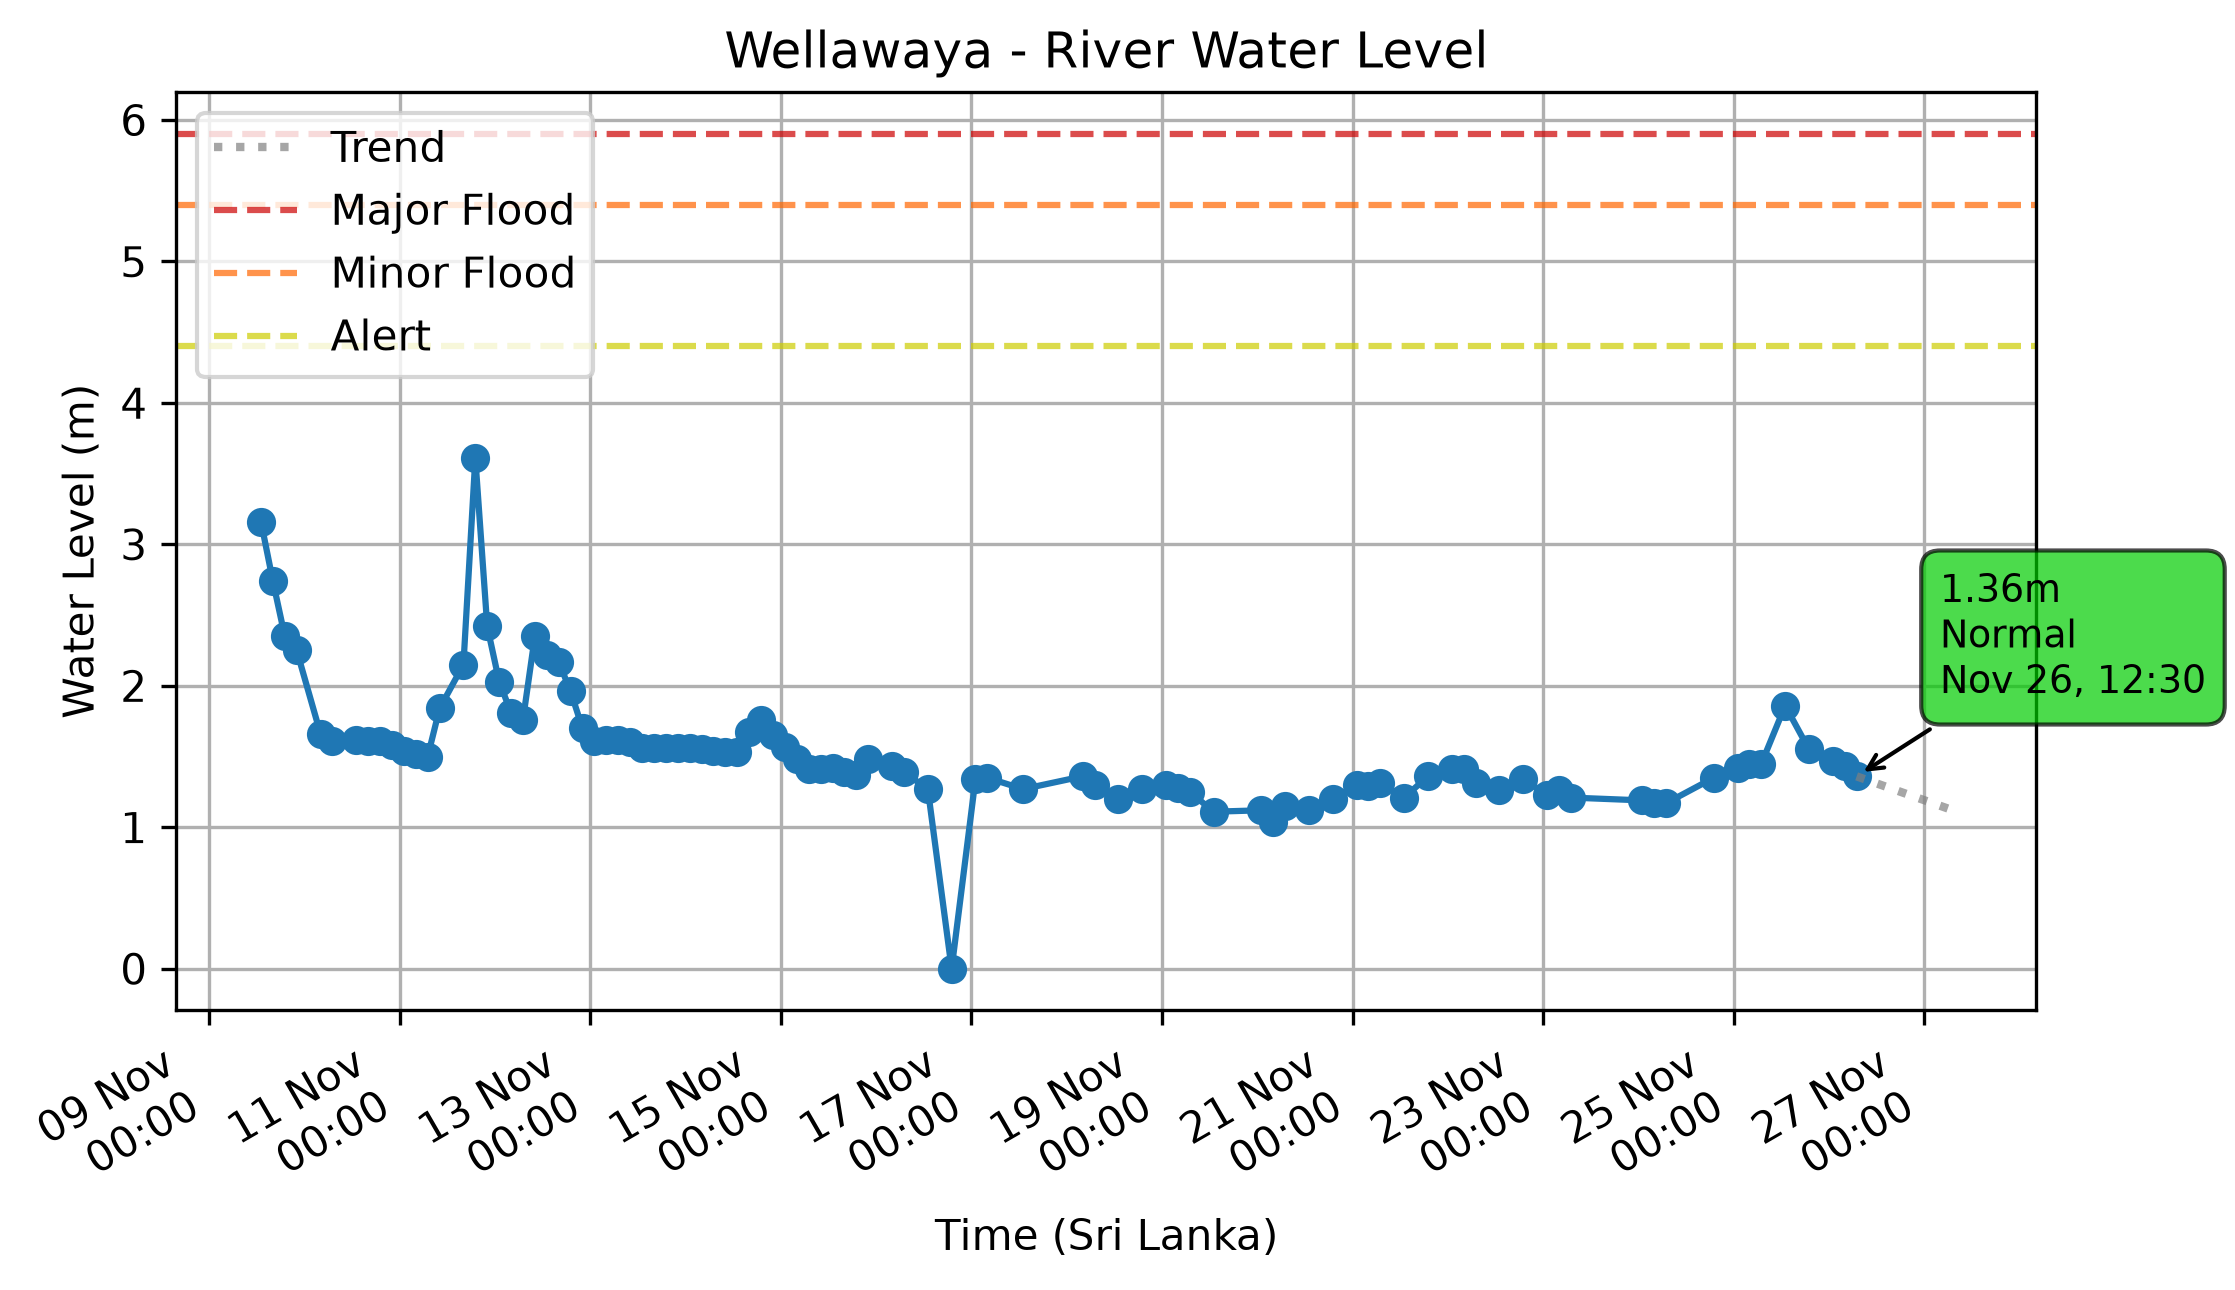 Wellawaya - River Water Level
Trend
Major Flood
Minor Flood
Alert
6
5
4
3
2
1
0
Water Level (m)
1.36m
Normal
Nov 26, 12:30
09 Nov
00:00
11 Nov
00:00
13 Nov
00:00
15 Nov
00:00
17 Nov
00:00
19 Nov
00:00
21 Nov
00:00
23 Nov
00:00
25 Nov
00:00
27 Nov
00:00
Time (Sri Lanka)